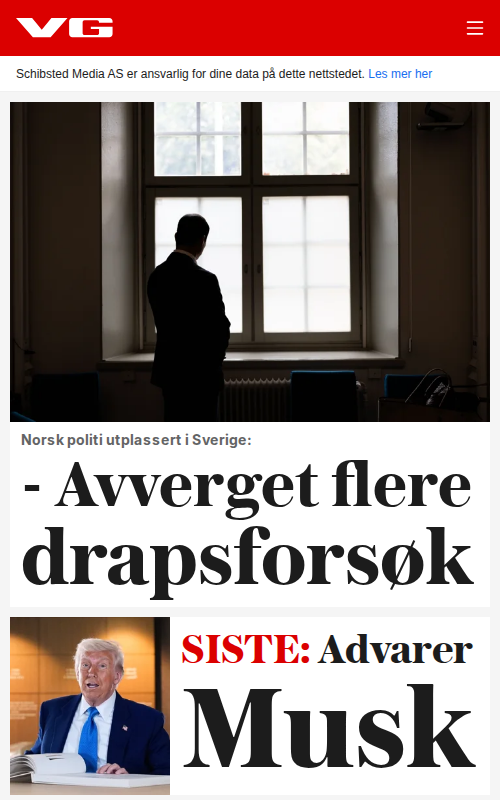 VG
Schibsted Media AS er ansvarlig for dine data på dette nettstedet. Les mer her
Norsk politi utplassert i Sverige:
- Avverget flere
drapsforsøk
SISTE: Advarer
Musk